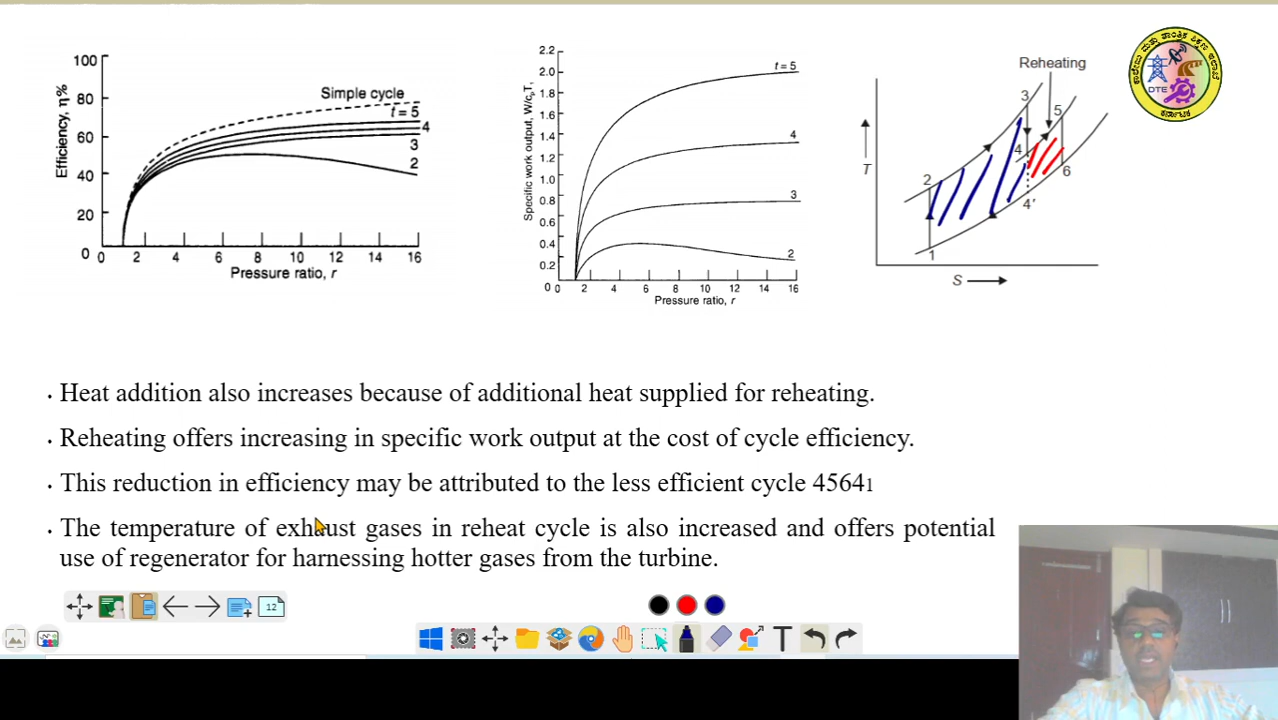 100
80
60
40
20
0
Efficiency, η%
Simple cycle
t = 5
4
3
2
0 2 4 6 8 10 12 14 16
Pressure ratio, r
2.2
2.0
1.8
1.6
1.4
1.2
1.0
0.8
0.6
0.4
0.2
0
Specific work output, W/cpT,
t = 5
4
3
2
0 2 4 6 8 10 12 14 16
Pressure ratio, r
Reheating
3
5
4
2
6
4′
1
T
S
DTE
ಕರ್ನಾಟಕ
• Heat addition also increases because of additional heat supplied for reheating.
• Reheating offers increasing in specific work output at the cost of cycle efficiency.
• This reduction in efficiency may be attributed to the less efficient cycle 45641
• The temperature of exhaust gases in reheat cycle is also increased and offers potential
use of regenerator for harnessing hotter gases from the turbine.
12
T